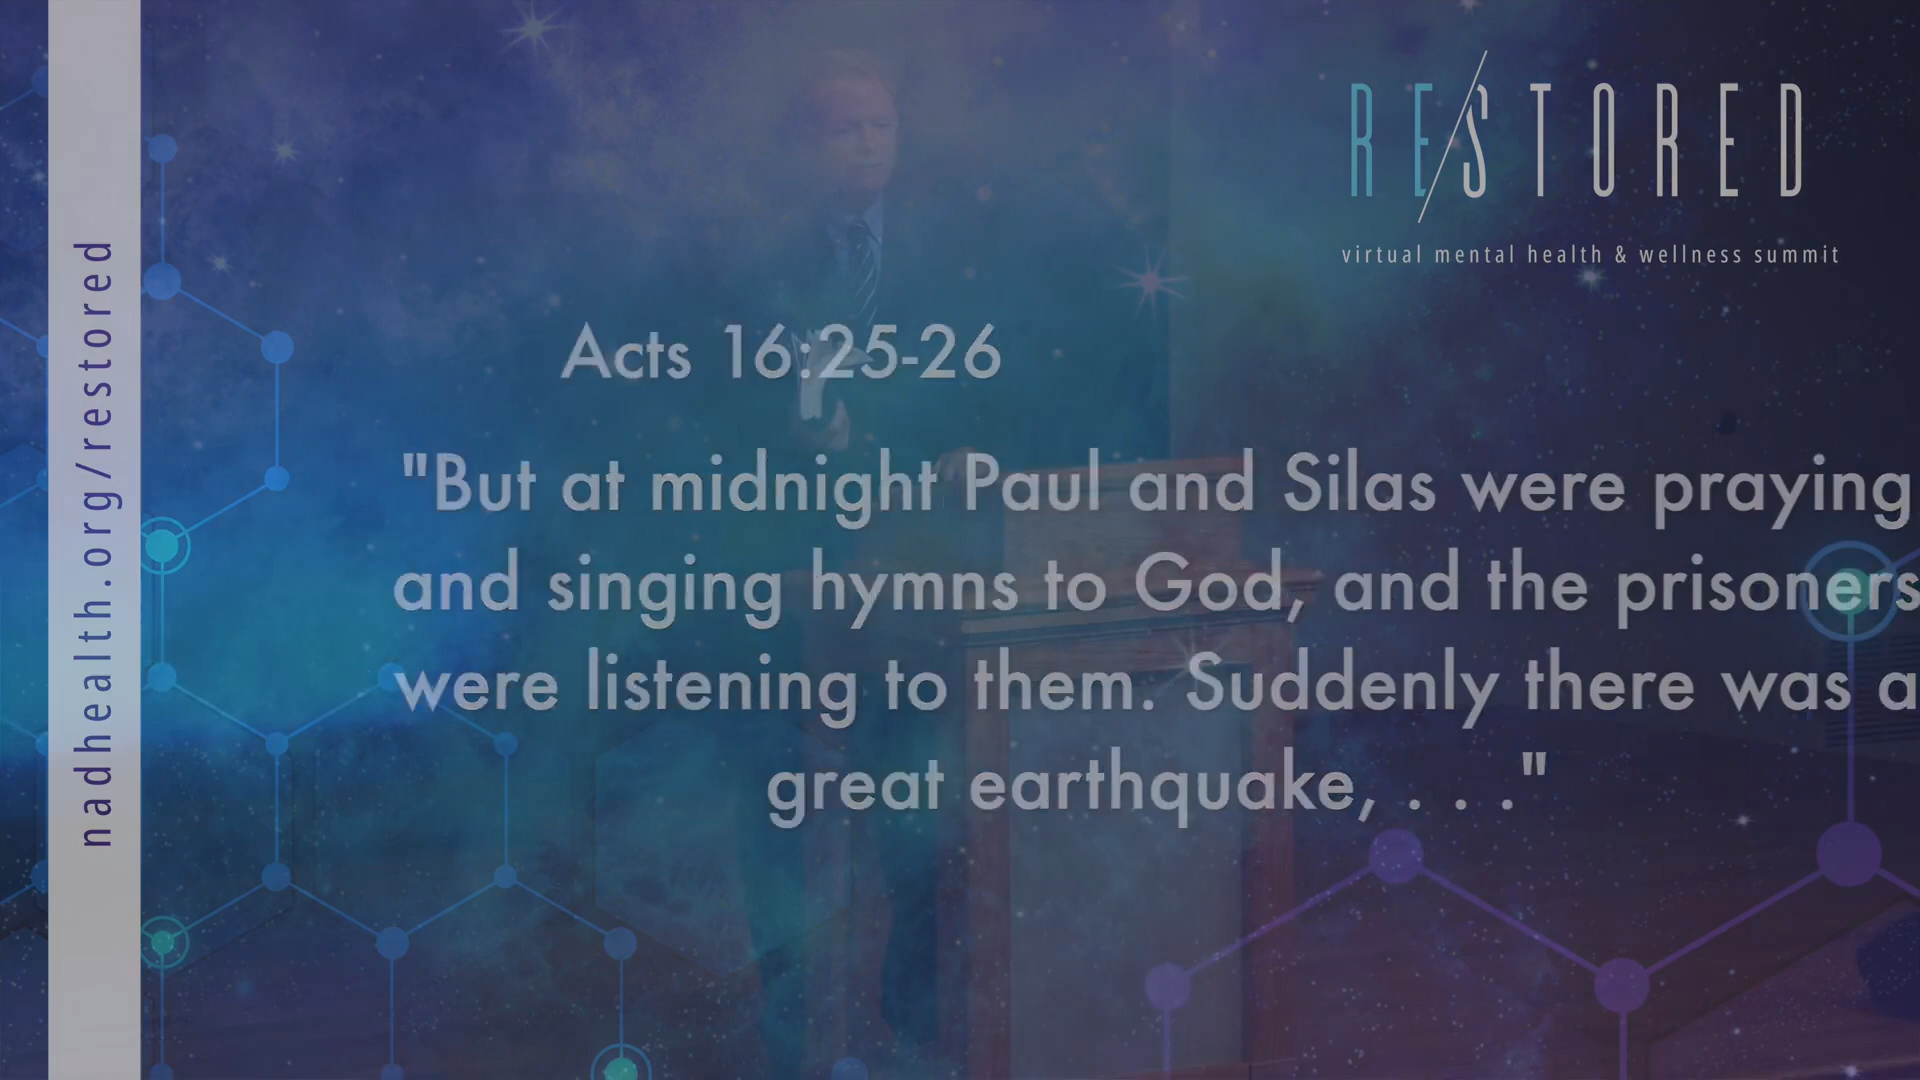 RESTORED
virtual mental health & wellness summit
nadhealth.org/restored
Acts 16:25-26
"But at midnight Paul and Silas were praying
and singing hymns to God, and the prisoners
were listening to them. Suddenly there was a
great earthquake, . . ."